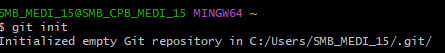 SMB_MEDI_15@SMB_CPB_MEDI_15 MINGW64 ~
$ git init
Initialized empty Git repository in C:/Users/SMB_MEDI_15/.git/